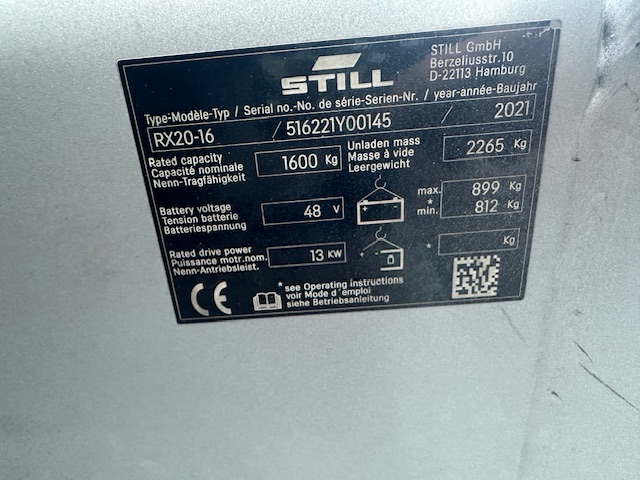 STILL
STILL GmbH
Berzeliusstr.10
D-22113 Hamburg
Type-Modèle-Typ / Serial no.-No. de série-Serien-Nr. / year-année-Baujahr
RX20-16 / 516221Y00145 / 2021
Rated capacity
Capacité nominale
Nenn-Tragfähigkeit
1600 Kg
Unladen mass
Masse à vide
Leergewicht
2265 Kg
Battery voltage
Tension batterie
Batteriespannung
48 V
max. 899 Kg
*
min. 812 Kg
Rated drive power
Puissance motr.nom.
Nenn-Antriebsleist.
13 KW
* Kg
CE
*see Operating instructions
voir Mode d'emploi
siehe Betriebsanleitung